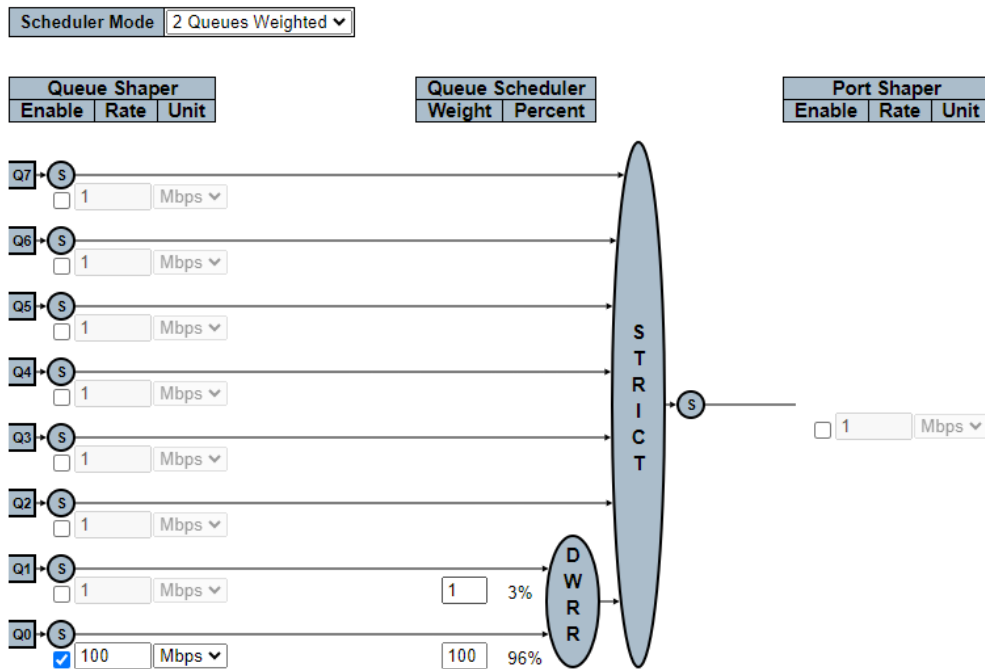 Scheduler Mode 2 Queues Weighted
Queue Shaper Queue Scheduler Port Shaper
Enable Rate Unit Weight Percent Enable Rate Unit
Q7 S
1 Mbps
Q6 S
1 Mbps
Q5 S
1 Mbps
Q4 S
1 Mbps
STRICT
S
1 Mbps
Q3 S
1 Mbps
Q2 S
1 Mbps
Q1 S
1 Mbps 1 3%
DWRR
Q0 S
100 Mbps 100 96%